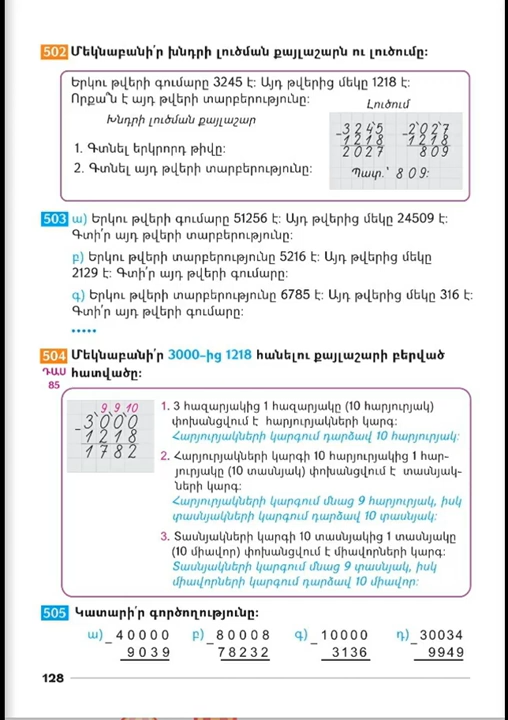 502 Մեկնաբանի՛ր խնդրի լուծման քայլաշարն ու լուծումը:
Երկու թվերի գումարը 3245 է: Այդ թվերից մեկը 1218 է:
Որքա՞ն է այդ թվերի տարբերությունը:
Խնդրի լուծման քայլաշար
1. Գտնել երկրորդ թիվը:
2. Գտնել այդ թվերի տարբերությունը:
Լուծում
-3245 -2027
1218 1218
2027 809
Պատ.՝ 809:
503 ա) Երկու թվերի գումարը 51256 է: Այդ թվերից մեկը 24509 է:
Գտի՛ր այդ թվերի տարբերությունը:
բ) Երկու թվերի տարբերությունը 5216 է: Այդ թվերից մեկը
2129 է: Գտի՛ր այդ թվերի գումարը:
գ) Երկու թվերի տարբերությունը 6785 է: Այդ թվերից մեկը 316 է:
Գտի՛ր այդ թվերի գումարը:
504 Մեկնաբանի՛ր 3000-ից 1218 հանելու քայլաշարի բերված
ԴԱՍ 85 հատվածը:
9 9 10
-3000
1218
1782
1. 3 հազարյակից 1 հազարյակը (10 հարյուրյակ)
փոխանցվում է հարյուրյակների կարգ:
Հարյուրյակների կարգում դարձավ 10 հարյուրյակ:
2. Հարյուրյակների կարգի 10 հարյուրյակից 1 հար-
յուրյակը (10 տասնյակ) փոխանցվում է տասնյակ-
ների կարգ:
Հարյուրյակների կարգում մնաց 9 հարյուրյակ, իսկ
տասնյակների կարգում դարձավ 10 տասնյակ:
3. Տասնյակների կարգի 10 տասնյակից 1 տասնյակը
(10 միավոր) փոխանցվում է միավորների կարգ:
Տասնյակների կարգում մնաց 9 տասնյակ, իսկ
միավորների կարգում դարձավ 10 միավոր:
505 Կատարի՛ր գործողությունը:
ա) -40000 բ) -80008 գ) -10000 դ) -30034
9039 78232 3136 9949
128